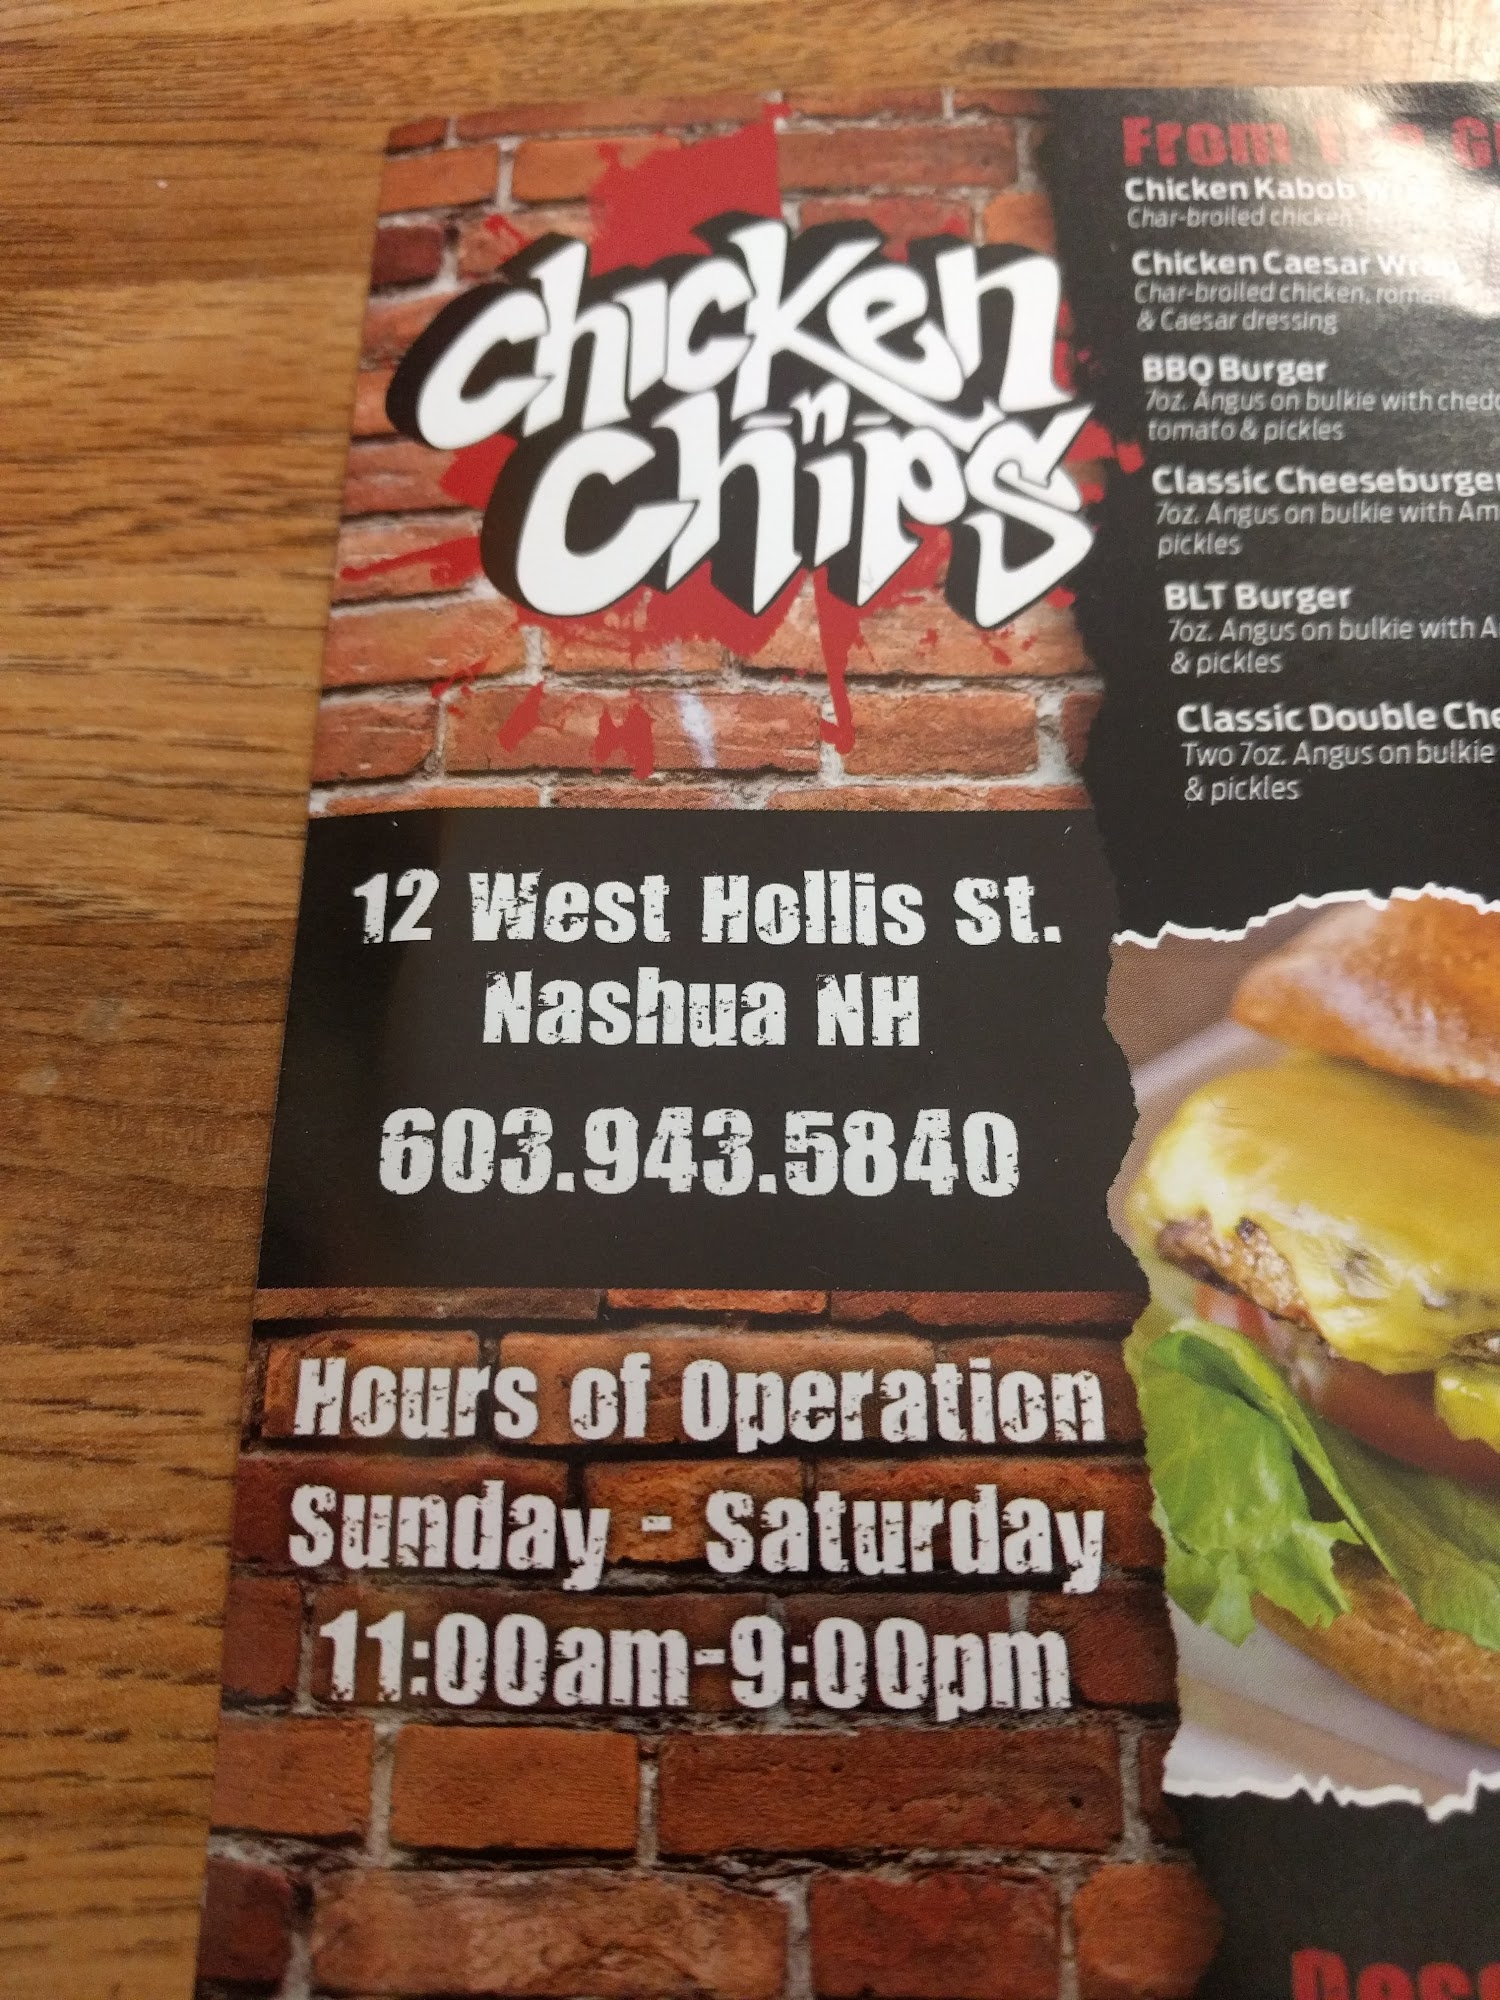 chicken
-n-
chips
12 West Hollis St.
Nashua NH
603.943.5840
Hours of Operation
Sunday - Saturday
11:00am-9:00pm
From
Chicken Kabob
Char-broiled chicken,
Chicken Caesar Wrap
Char-broiled chicken,
& Caesar dressing
BBQ Burger
7oz. Angus on bulkie with
tomato & pickles
Classic Cheeseburger
7oz. Angus on bulkie with
pickles
BLT Burger
7oz. Angus on bulkie with
& pickles
Classic Double
Two 7oz. Angus on bulkie
& pickles